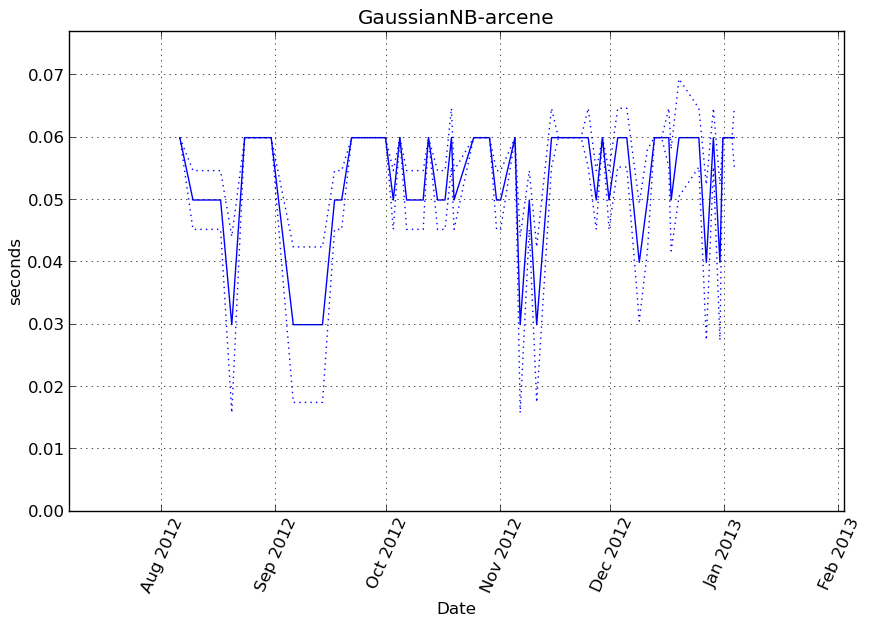 GaussianNB-arcene
0.07
0.06
0.05
0.04
0.03
0.02
0.01
0.00
seconds
Aug 2012
Sep 2012
Oct 2012
Nov 2012
Dec 2012
Jan 2013
Feb 2013
Date